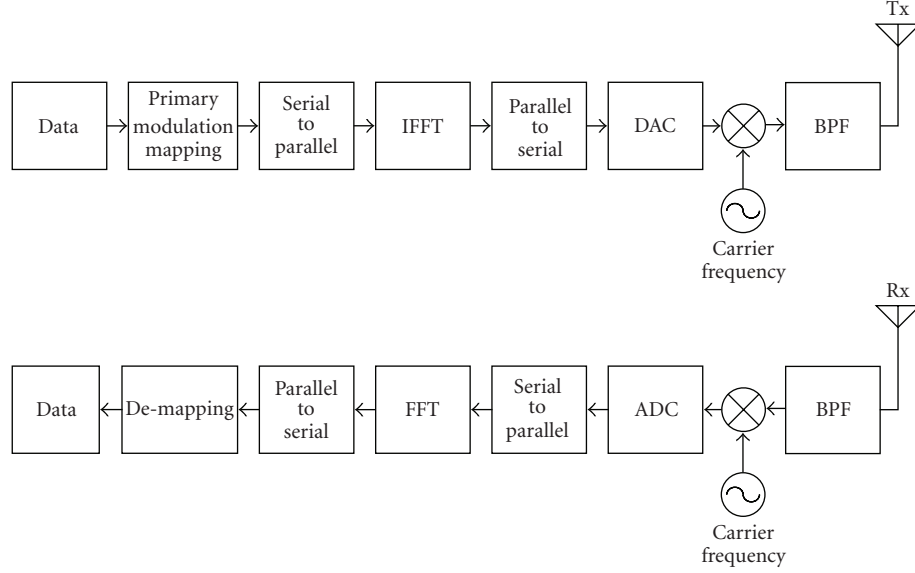 Tx
Data
Primary
modulation
mapping
Serial
to
parallel
IFFT
Parallel
to
serial
DAC
BPF
Carrier
frequency
Rx
Data
De-mapping
Parallel
to
serial
FFT
Serial
to
parallel
ADC
BPF
Carrier
frequency